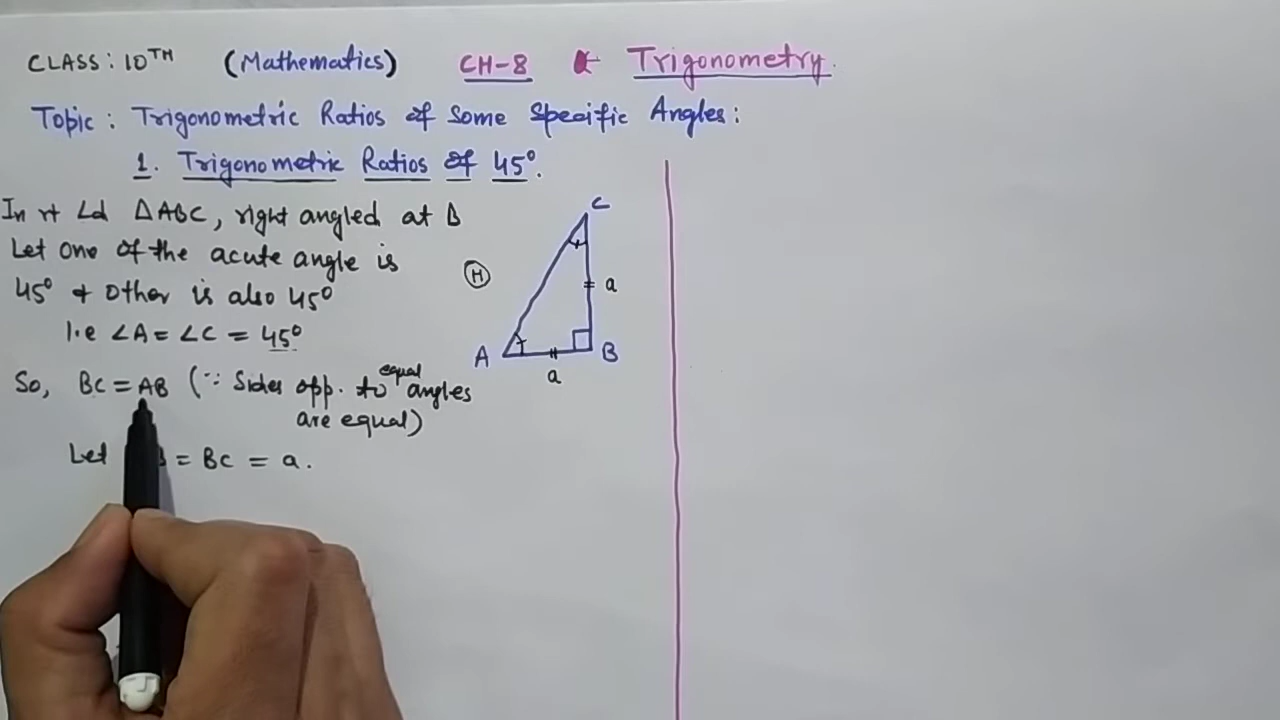 CLASS: 10TH (Mathematics) CH-8 Trigonometry.
Topic: Trigonometric Ratios of Some Specific Angles:
1. Trigonometric Ratios of 45°.
In rt ∠d △ABC, right angled at B
Let One of the acute angle is
45° & Other is also 45°
I.e ∠A = ∠C = 45°
So, BC = AB (∵ Sides opp. to equal angles
are equal)
Let B = BC = a.
C
H
a
A
B
a